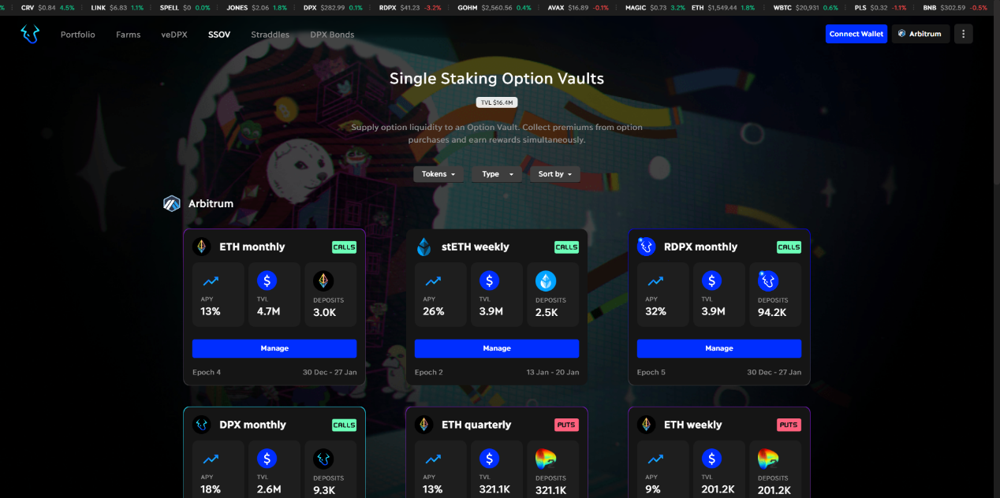 % CRV $0.84 4.5% LINK $6.83 1.1% SPELL $0 0.0% JONES $2.06 1.8% DPX $282.99 0.1% RDPX $41.23 -3.2% GOHM $2,560.56 0.4% AVAX $16.89 -0.1% MAGIC $0.73 3.2% ETH $1,549.44 1.8% WBTC $20,931 0.6% PLS $0.32 -1.1% BNB $302.59 -0.5%
Portfolio Farms veDPX SSOV Straddles DPX Bonds Connect Wallet Arbitrum
Single Staking Option Vaults
TVL $16.4M
Supply option liquidity to an Option Vault. Collect premiums from option
purchases and earn rewards simultaneously.
Tokens Type Sort by
Arbitrum
ETH monthly CALLS
APY TVL DEPOSITS
13% 4.7M 3.0K
Manage
Epoch 4 30 Dec - 27 Jan
stETH weekly CALLS
APY TVL DEPOSITS
26% 3.9M 2.5K
Manage
Epoch 2 13 Jan - 20 Jan
RDPX monthly CALLS
APY TVL DEPOSITS
32% 3.9M 94.2K
Manage
Epoch 5 30 Dec - 27 Jan
DPX monthly CALLS
APY TVL DEPOSITS
18% 2.6M 9.3K
ETH quarterly PUTS
APY TVL DEPOSITS
13% 321.1K 321.1K
ETH weekly PUTS
APY TVL DEPOSITS
9% 201.2K 201.2K